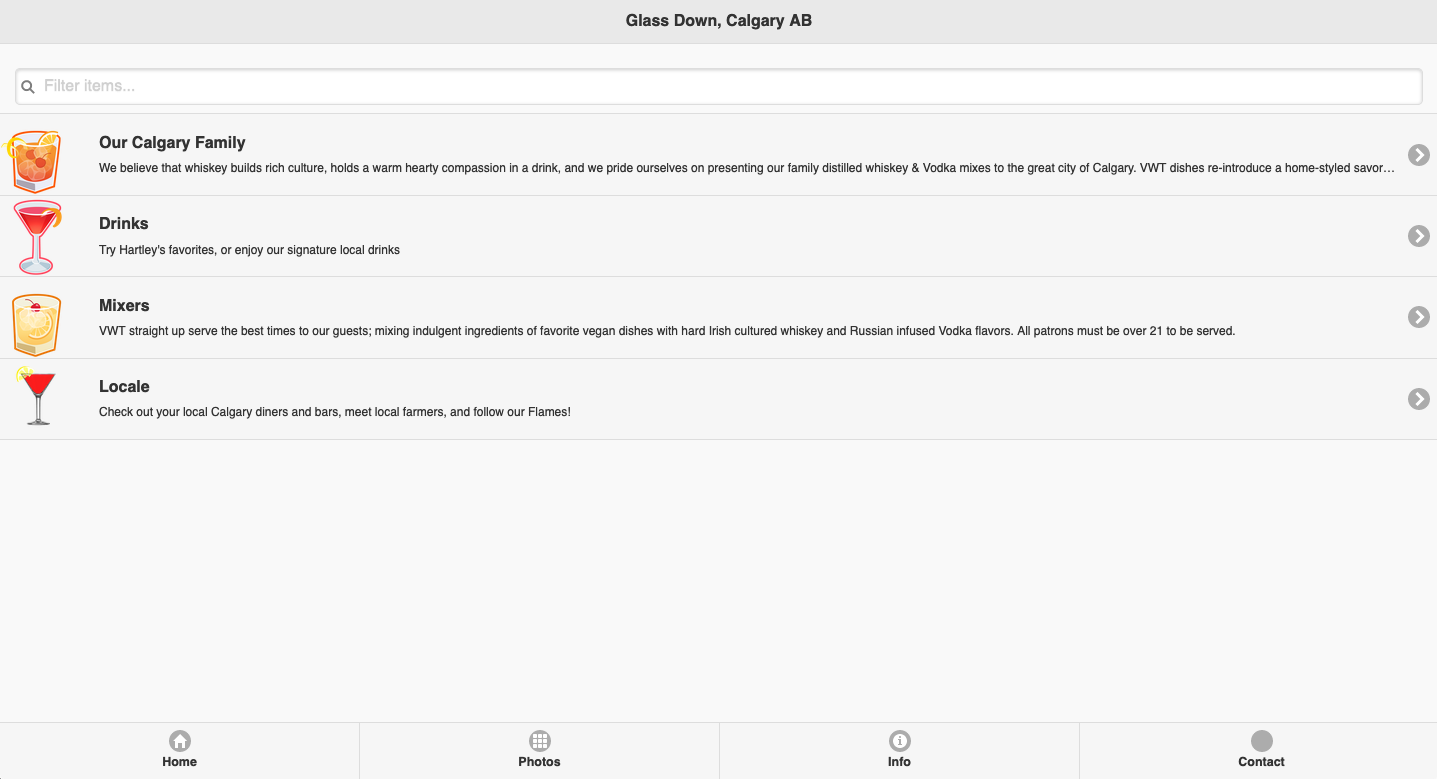 Glass Down, Calgary AB
Filter items...
Our Calgary Family
We believe that whiskey builds rich culture, holds a warm hearty compassion in a drink, and we pride ourselves on presenting our family distilled whiskey & Vodka mixes to the great city of Calgary. VWT dishes re-introduce a home-styled savor…
Drinks
Try Hartley's favorites, or enjoy our signature local drinks
Mixers
VWT straight up serve the best times to our guests; mixing indulgent ingredients of favorite vegan dishes with hard Irish cultured whiskey and Russian infused Vodka flavors. All patrons must be over 21 to be served.
Locale
Check out your local Calgary diners and bars, meet local farmers, and follow our Flames!
Home
Photos
Info
Contact